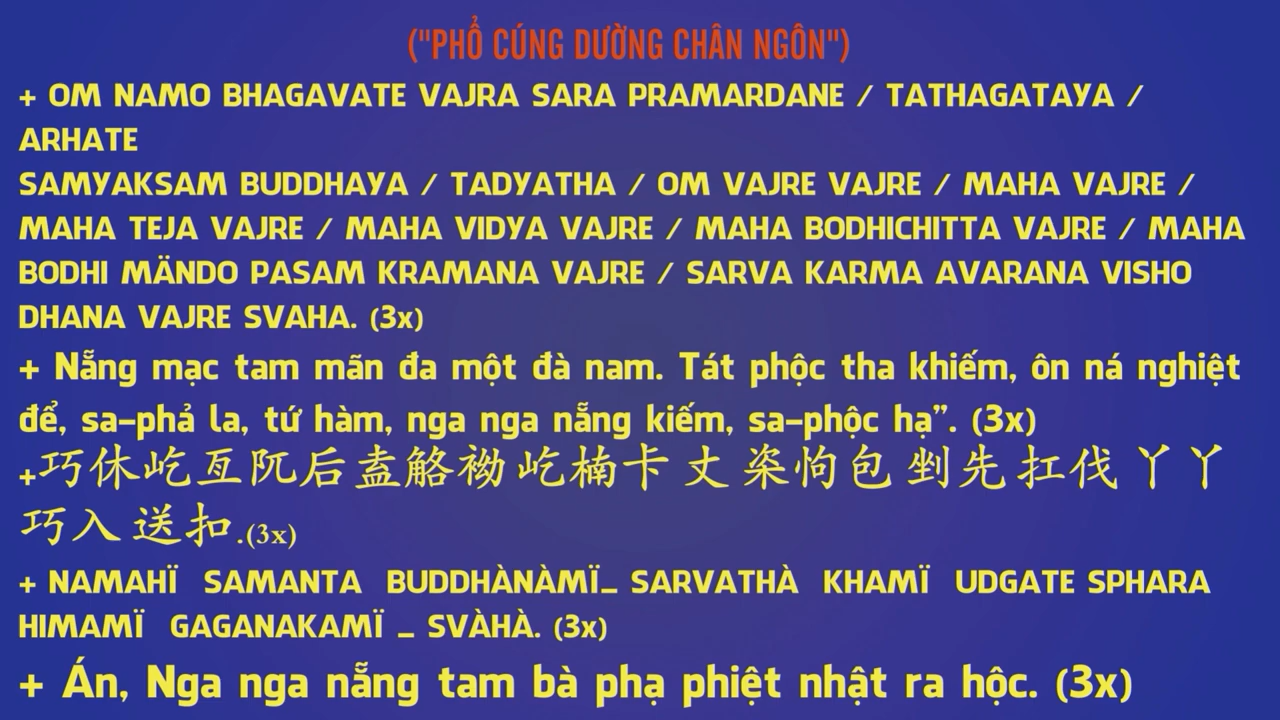 ("PHỔ CÚNG DƯỜNG CHÂN NGÔN")
+ OM NAMO BHAGAVATE VAJRA SARA PRAMARDANE / TATHAGATAYA /
ARHATE
SAMYAKSAM BUDDHAYA / TADYATHA / OM VAJRE VAJRE / MAHA VAJRE /
MAHA TEJA VAJRE / MAHA VIDYA VAJRE / MAHA BODHICHITTA VAJRE / MAHA
BODHI MÄNDO PASAM KRAMANA VAJRE / SARVA KARMA AVARANA VISHO
DHANA VAJRE SVAHA. (3x)
+ Nẵng mạc tam mãn đa một đà nam. Tát phộc tha khiếm, ôn ná nghiệt
để, sa-phả la, tứ hàm, nga nga nẵng kiếm, sa-phộc hạ”. (3x)
+巧休屹亙阢后盍觡袎屹楠卡丈楶怐包剉先扛伐丫丫
巧入送扣.(3x)
+ NAMAHÏ SAMANTA BUDDHÀNÀMÏ_ SARVATHÀ KHAMÏ UDGATE SPHARA
HIMAMÏ GAGANAKAMÏ _ SVÀHÀ. (3x)
+ Án, Nga nga nẵng tam bà phạ phiệt nhật ra hộc. (3x)